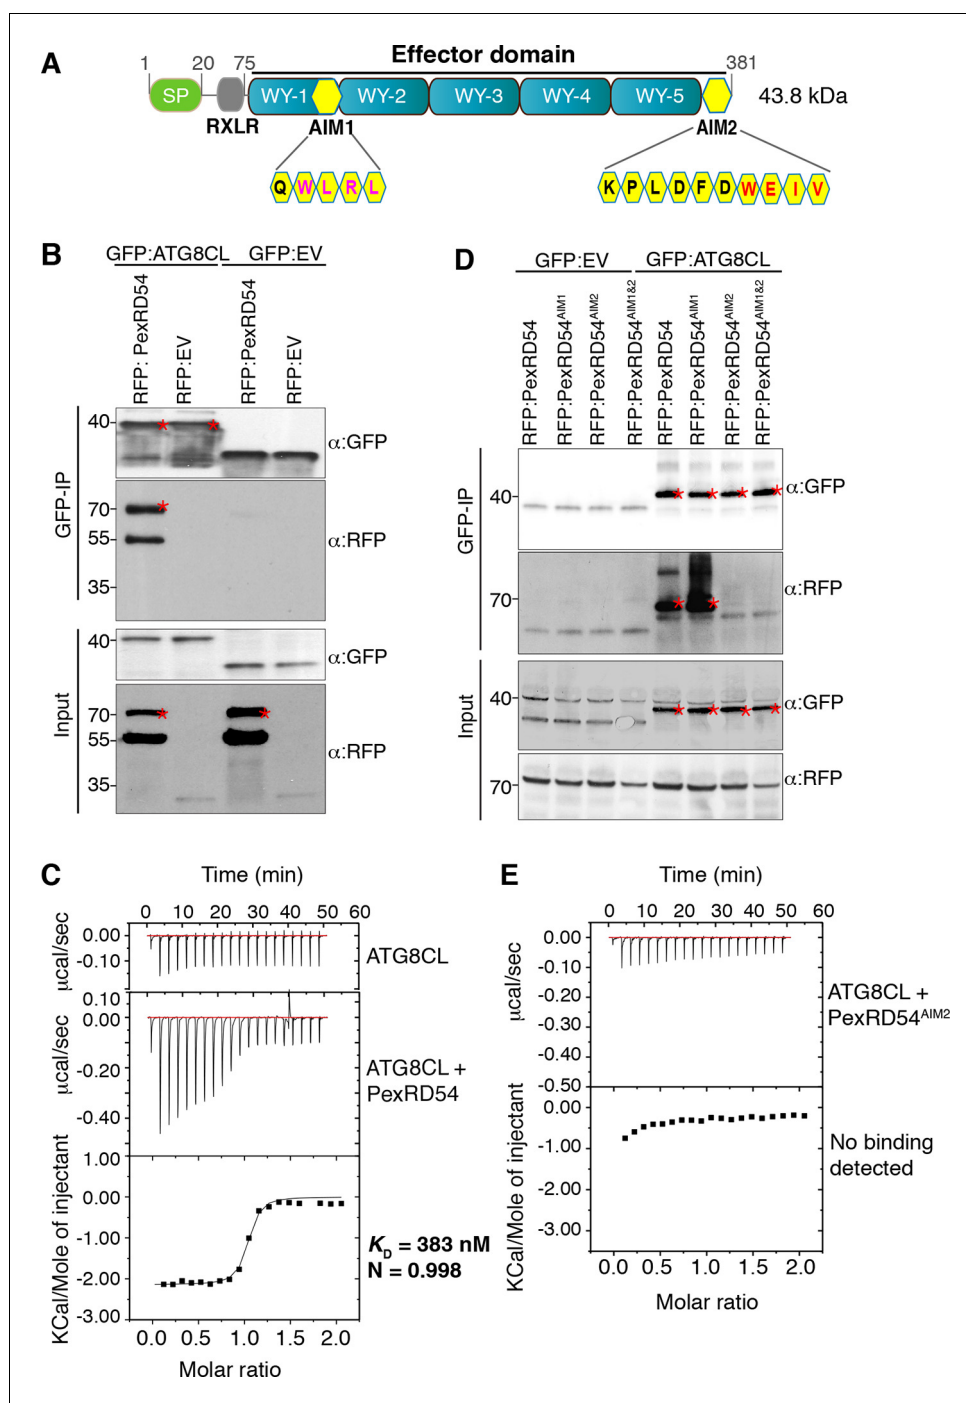 A
Effector domain
1 20 75 381
SP WY-1 WY-2 WY-3 WY-4 WY-5 43.8 kDa
RXLR AIM1 AIM2
Q W L R L K P L D F D W E I V
B
GFP:ATG8CL GFP:EV
RFP: PexRD54
RFP:EV
RFP:PexRD54
RFP:EV
GFP-IP
40 * * α:GFP
70 *
55 α:RFP
35
Input
40 α:GFP
70 * *
55 α:RFP
35
D
GFP:EV GFP:ATG8CL
RFP:PexRD54
RFP:PexRD54AIM1
RFP:PexRD54AIM2
RFP:PexRD54AIM1&2
RFP:PexRD54
RFP:PexRD54AIM1
RFP:PexRD54AIM2
RFP:PexRD54AIM1&2
GFP-IP
40 * * * * α:GFP
70 * * α:RFP
Input
40 * * * * α:GFP
70 α:RFP
C
Time (min)
0 10 20 30 40 50 60
µcal/sec
0.00
-0.10
ATG8CL
µcal/sec
0.10
0.00
-0.20
-0.40
ATG8CL +
PexRD54
KCal/Mole of injectant
1.00
0.00
-1.00
-2.00
-3.00
KD = 383 nM
N = 0.998
0.0 0.5 1.0 1.5 2.0
Molar ratio
E
Time (min)
0 10 20 30 40 50 60
µcal/sec
0.00
-0.10
-0.20
-0.30
-0.40
-0.50
ATG8CL +
PexRD54AIM2
KCal/Mole of injectant
0.00
-1.00
-2.00
-3.00
No binding
detected
0.0 0.5 1.0 1.5 2.0
Molar ratio